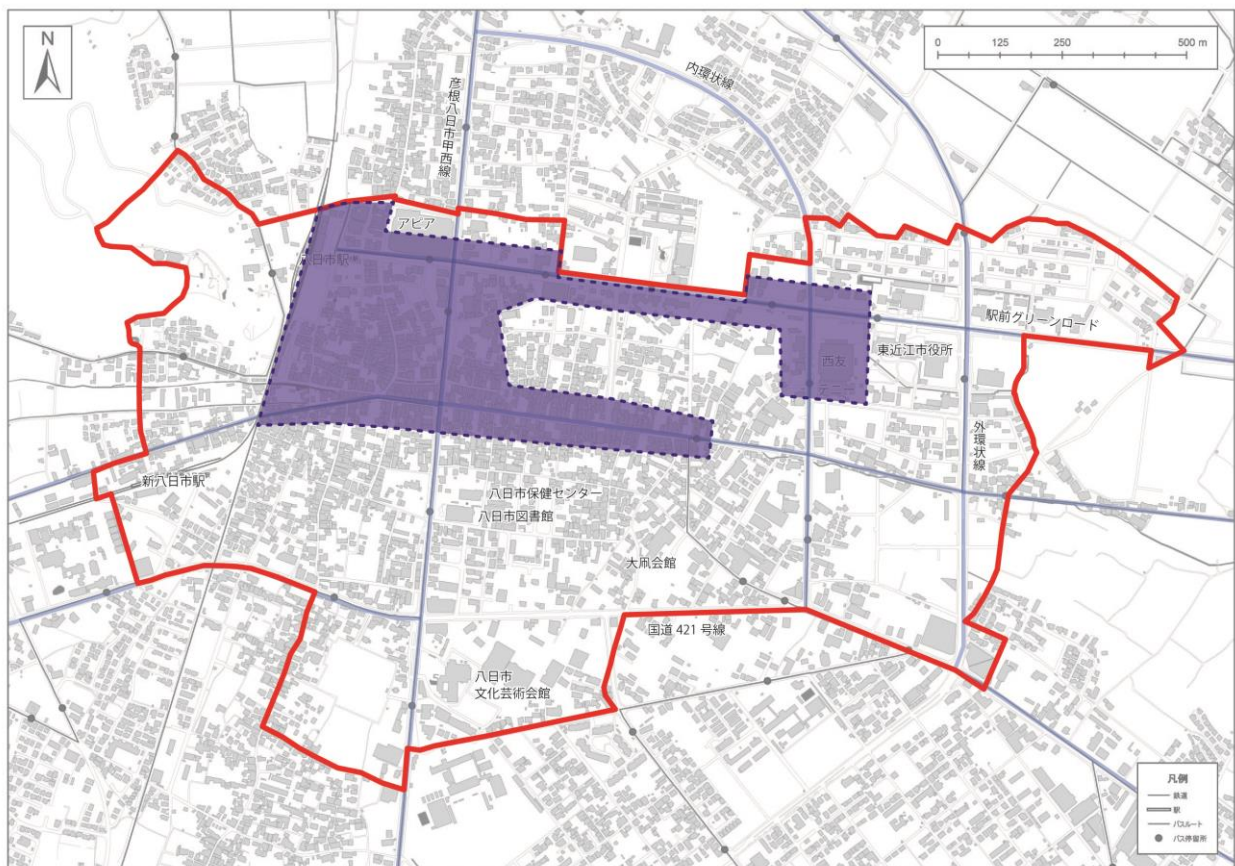 N
0 125 250 500 m
内環状線
彦根八日市甲西線
アピア
八日市駅
駅前グリーンロード
東近江市役所
西友
外環状線
新八日市駅
八日市保健センター
八日市図書館
大凧会館
国道421号線
八日市
文化芸術会館
凡例
鉄道
駅
バスルート
バス停留所